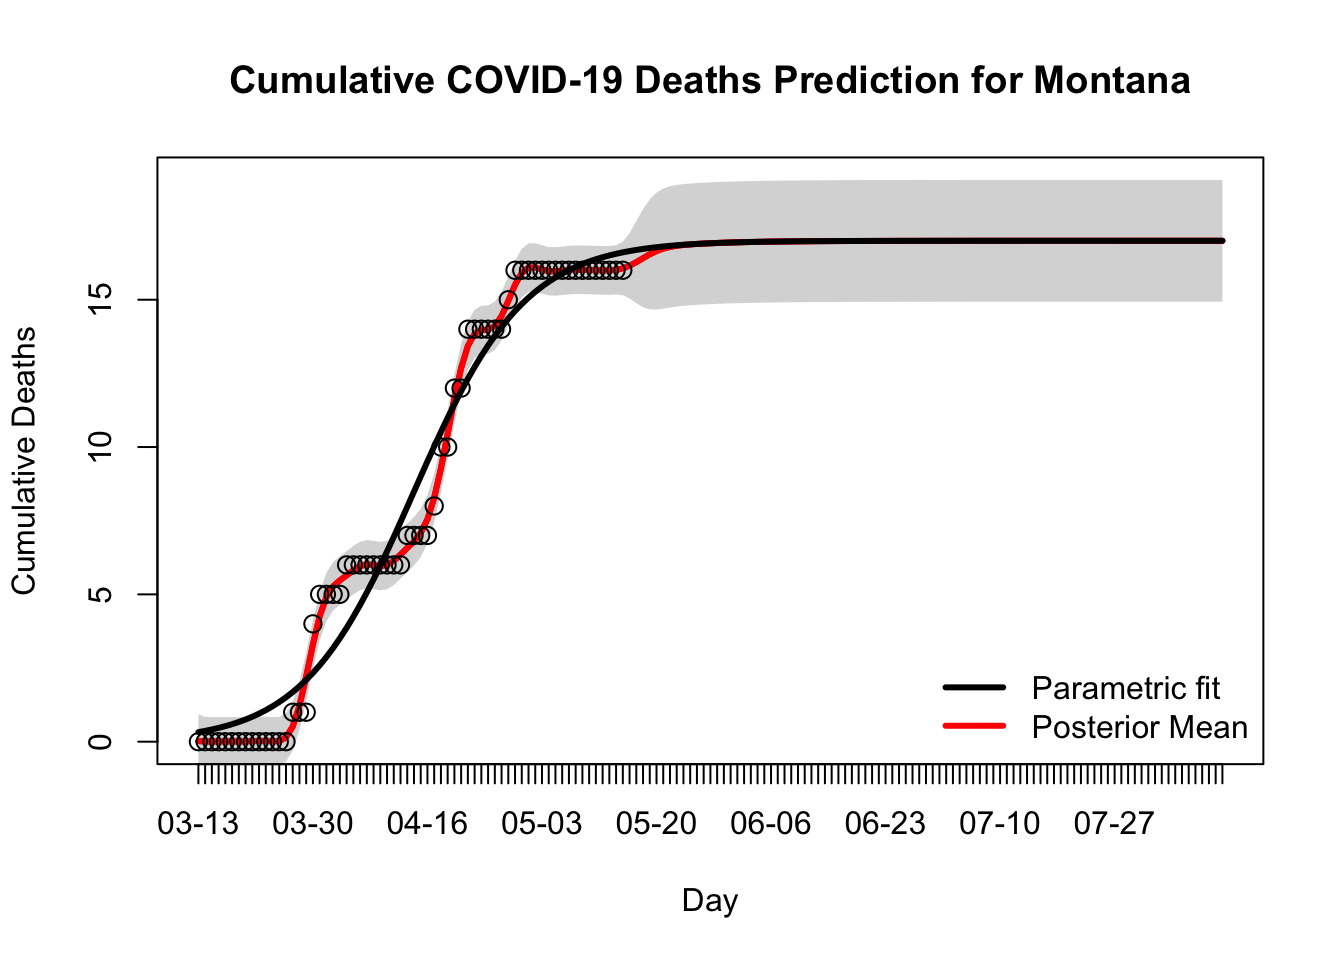 Cumulative COVID-19 Deaths Prediction for Montana
Cumulative Deaths
15
10
5
0
Parametric fit
Posterior Mean
03-13 03-30 04-16 05-03 05-20 06-06 06-23 07-10 07-27
Day